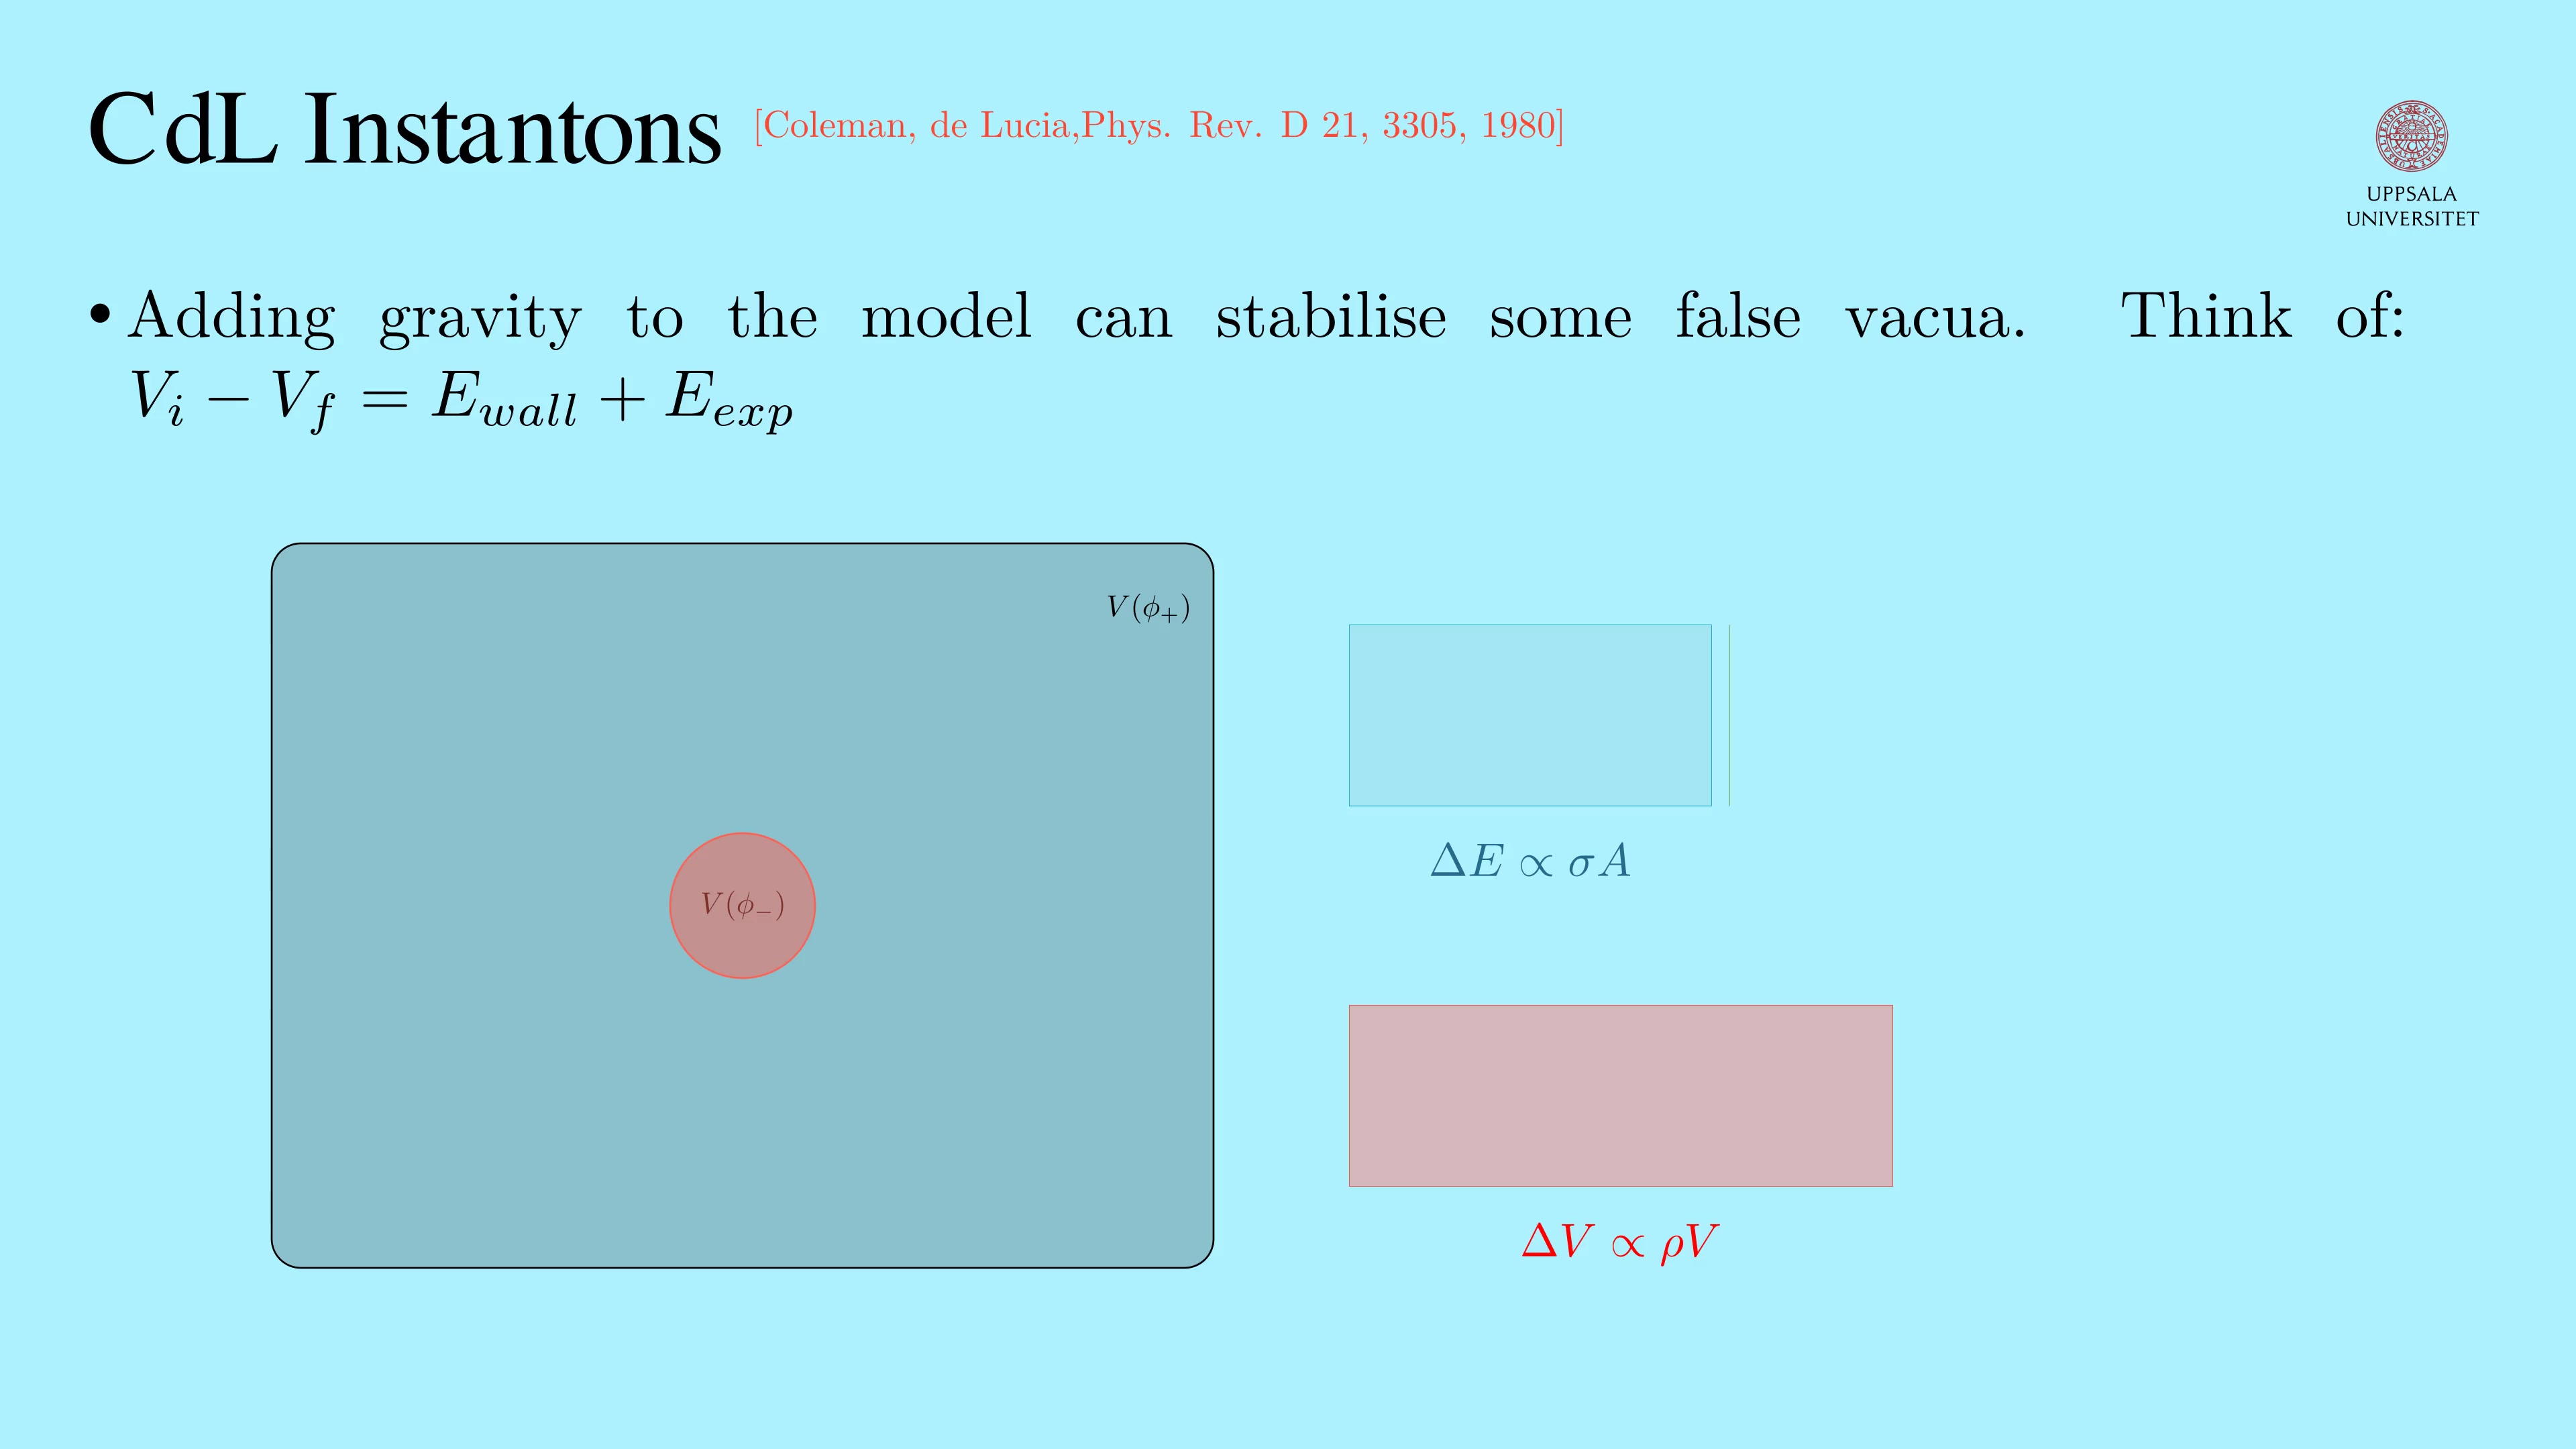 CdL Instantons [Coleman, de Lucia,Phys. Rev. D 21, 3305, 1980]
UPPSALA
UNIVERSITET
• Adding gravity to the model can stabilise some false vacua. Think of:
$V_i - V_f = E_{wall} + E_{exp}$
$V(\phi_+)$
$V(\phi_-)$
$\Delta E \propto \sigma A$
$\Delta V \propto \rho V$